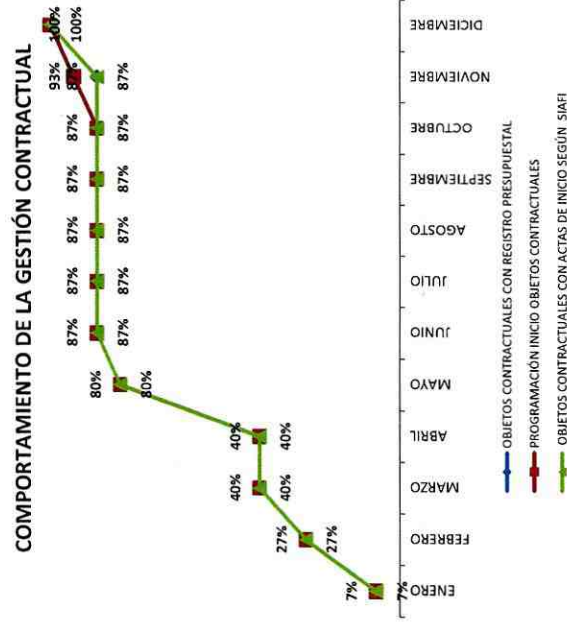 COMPORTAMIENTO DE LA GESTIÓN CONTRACTUAL
7%
7%
27%
27%
40%
40%
40%
40%
80%
80%
87%
87%
87%
87%
87%
87%
87%
87%
87%
87%
93%
87%
87%
100%
100%
ENERO
FEBRERO
MARZO
ABRIL
MAYO
JUNIO
JULIO
AGOSTO
SEPTIEMBRE
OCTUBRE
NOVIEMBRE
DICIEMBRE
OBJETOS CONTRACTUALES CON REGISTRO PRESUPUESTAL
PROGRAMACIÓN INICIO OBJETOS CONTRACTUALES
OBJETOS CONTRACTUALES CON ACTAS DE INICIO SEGÚN SIAFI